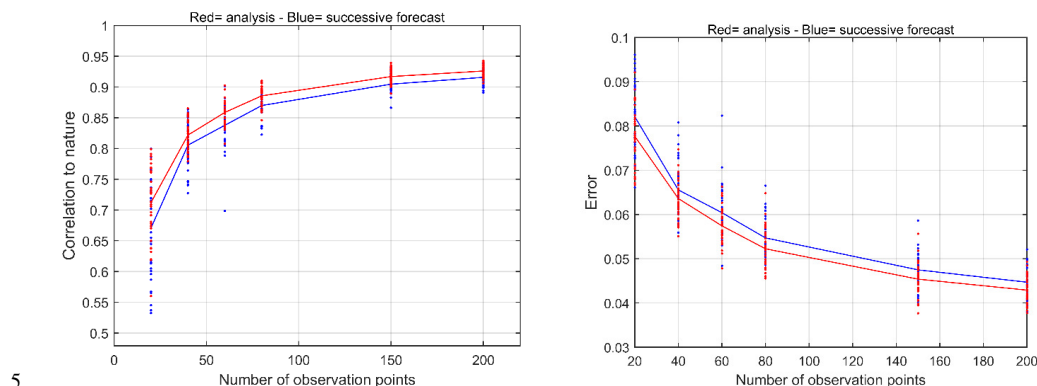 Red= analysis - Blue= successive forecast
1
0.95
0.9
0.85
0.8
0.75
0.7
0.65
0.6
0.55
0.5
Correlation to nature
0 50 100 150 200
Number of observation points
Red= analysis - Blue= successive forecast
0.1
0.09
0.08
0.07
0.06
0.05
0.04
0.03
Error
20 40 60 80 100 120 140 160 180 200
Number of observation points
5